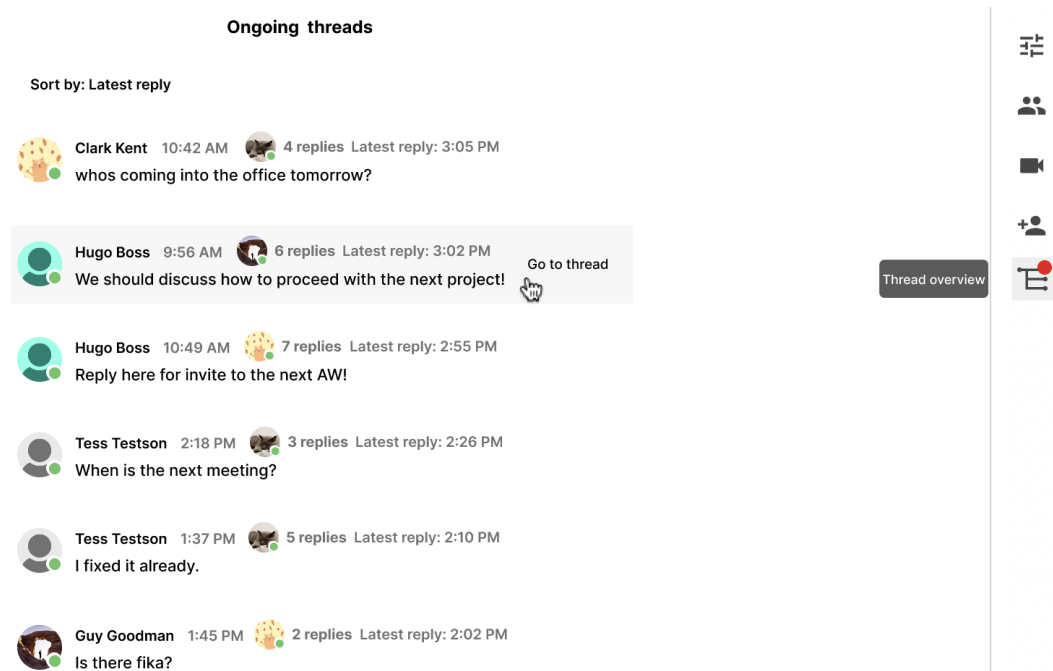 Ongoing threads
Sort by: Latest reply
Clark Kent 10:42 AM 4 replies Latest reply: 3:05 PM
whos coming into the office tomorrow?
Hugo Boss 9:56 AM 6 replies Latest reply: 3:02 PM
We should discuss how to proceed with the next project!
Go to thread
Thread overview
Hugo Boss 10:49 AM 7 replies Latest reply: 2:55 PM
Reply here for invite to the next AW!
Tess Testson 2:18 PM 3 replies Latest reply: 2:26 PM
When is the next meeting?
Tess Testson 1:37 PM 5 replies Latest reply: 2:10 PM
I fixed it already.
Guy Goodman 1:45 PM 2 replies Latest reply: 2:02 PM
Is there fika?